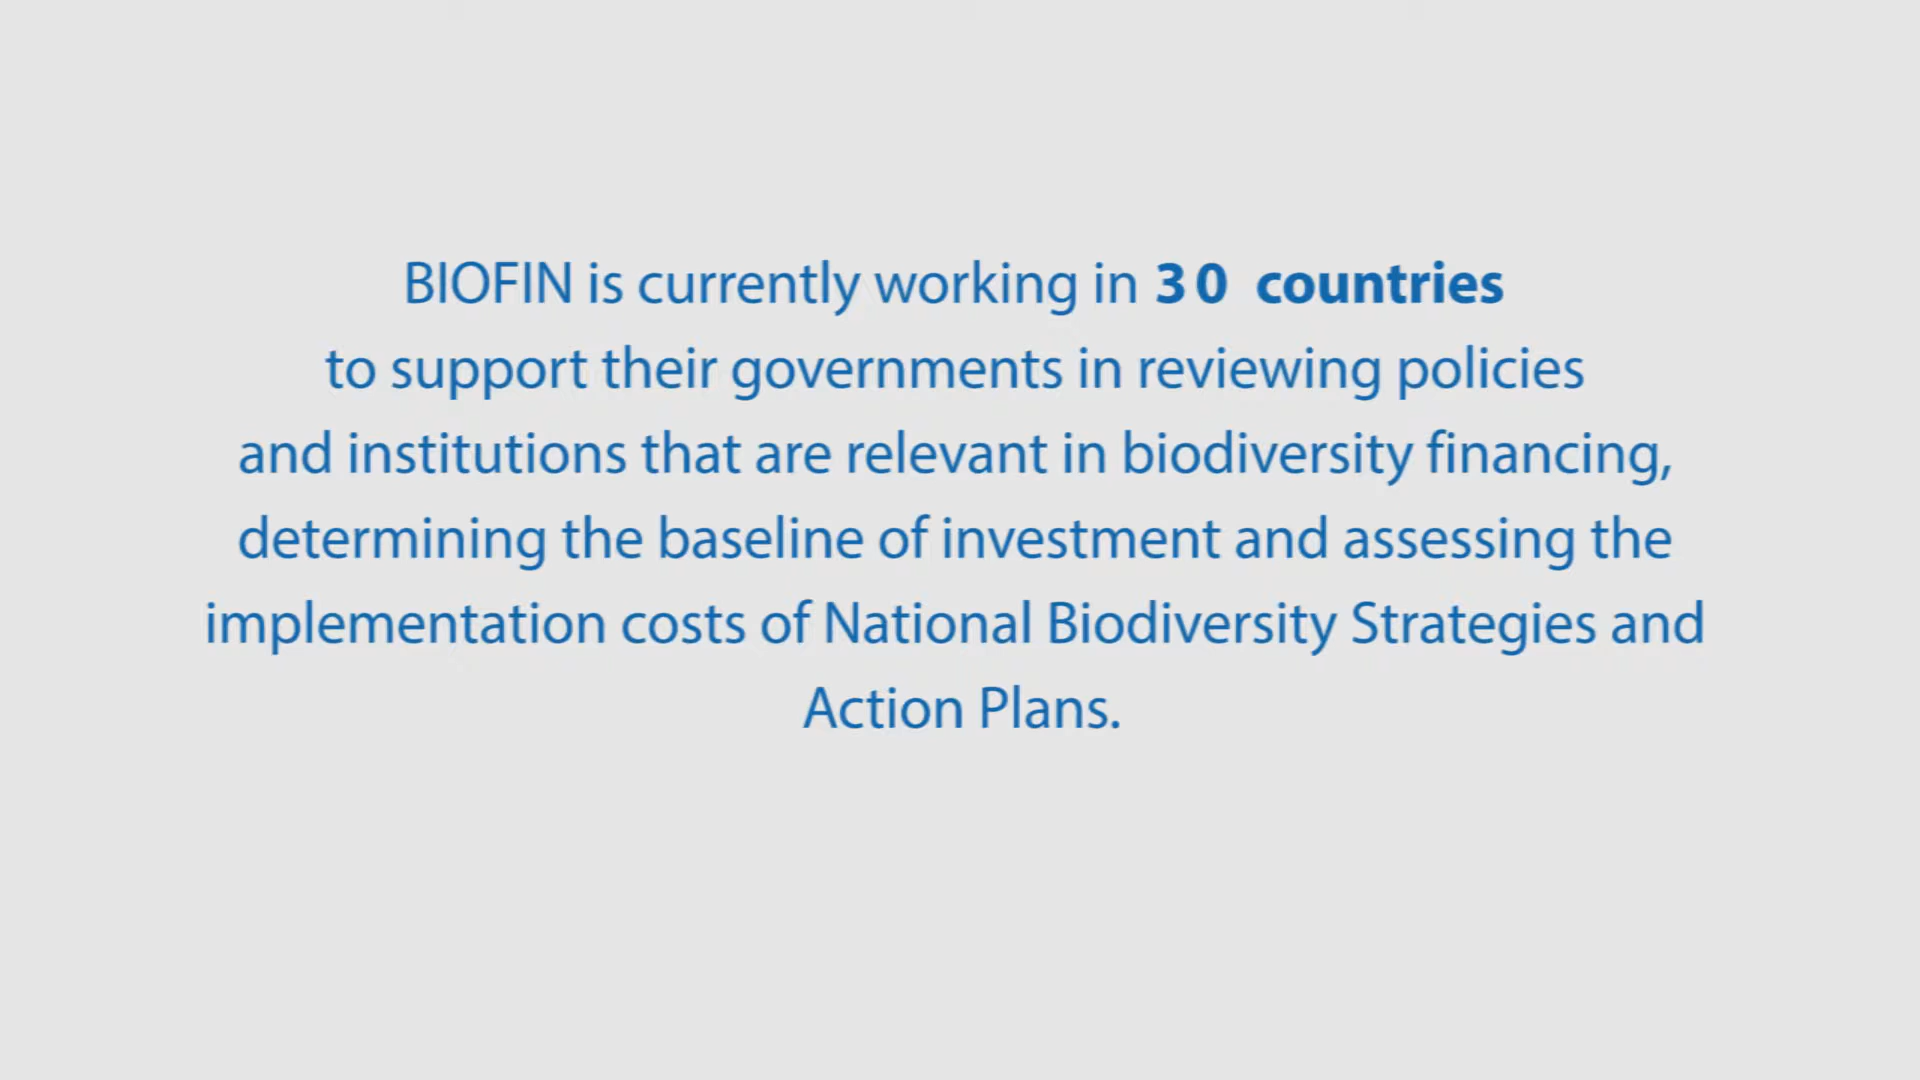 BIOFIN is currently working in 30 countries
to support their governments in reviewing policies
and institutions that are relevant in biodiversity financing,
determining the baseline of investment and assessing the
implementation costs of National Biodiversity Strategies and
Action Plans.